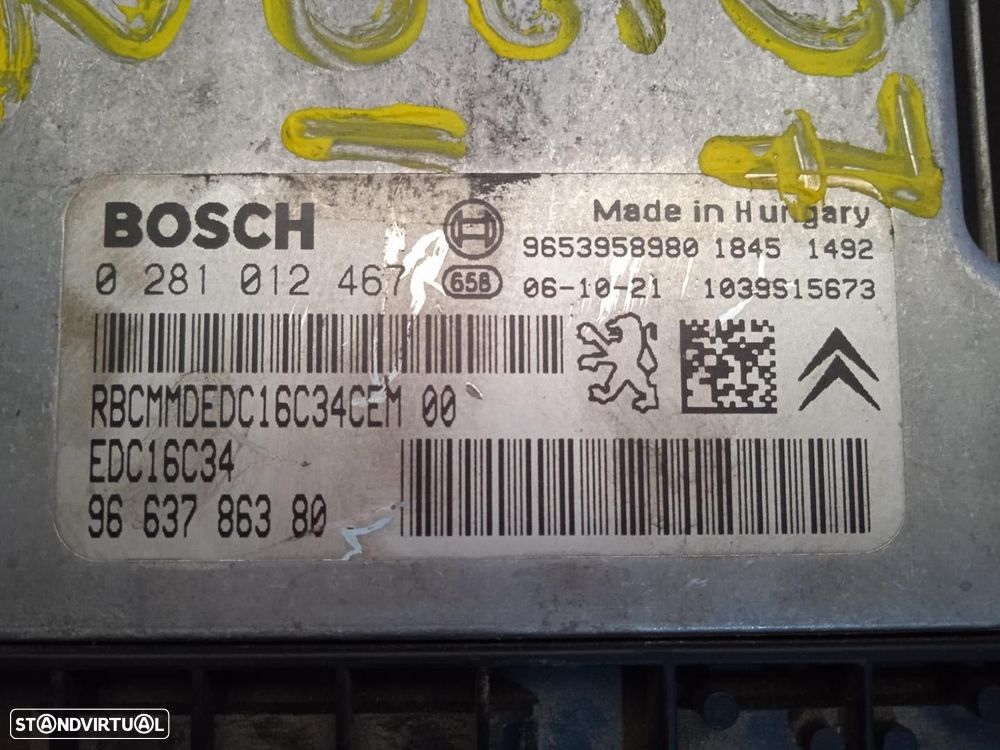 BOSCH
Made in Hungary
9653958980 1845 1492
0 281 012 467
658
06-10-21 1039S15673
RBCMMDEDC16C34CEM 00
EDC16C34
96 637 863 80
STANDVIRTUAL